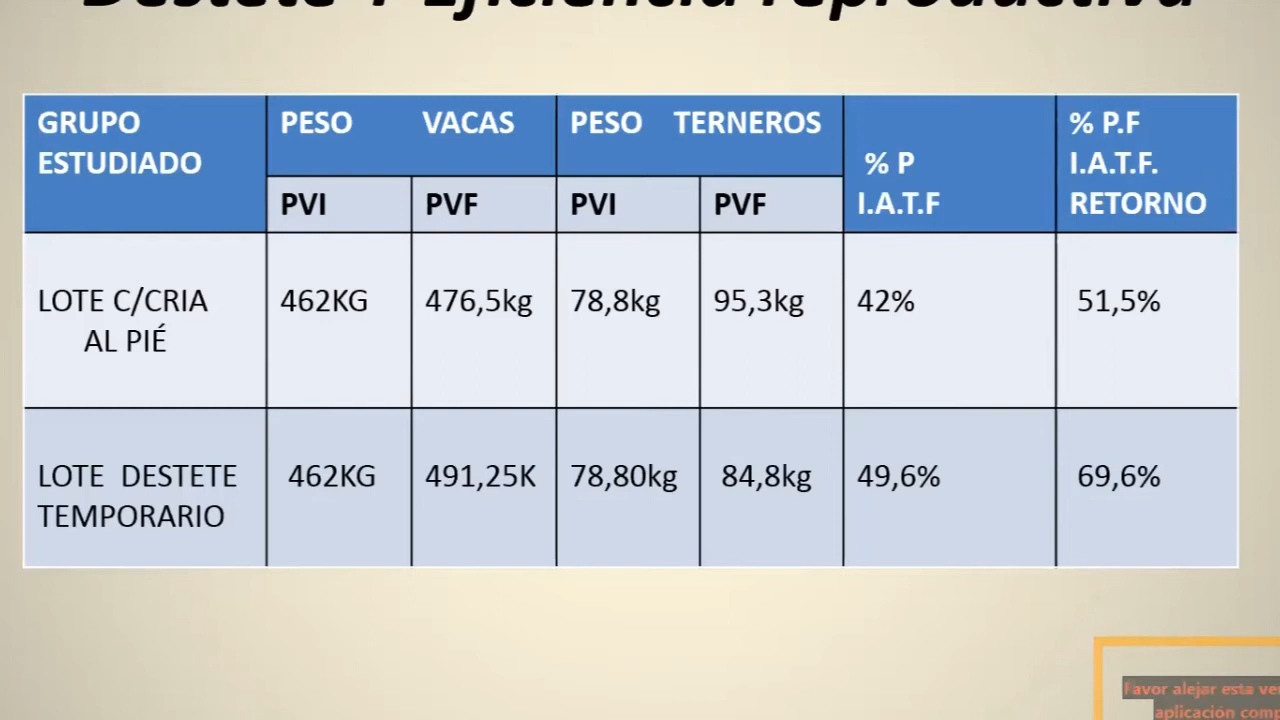 Destete Y Eficiencia reproductiva
GRUPO ESTUDIADO
PESO VACAS
PESO TERNEROS
% P I.A.T.F
% P.F I.A.T.F. RETORNO
PVI PVF PVI PVF
LOTE C/CRIA AL PIÉ 462KG 476,5kg 78,8kg 95,3kg 42% 51,5%
LOTE DESTETE TEMPORARIO 462KG 491,25K 78,80kg 84,8kg 49,6% 69,6%
Favor alejar esta
aplicación